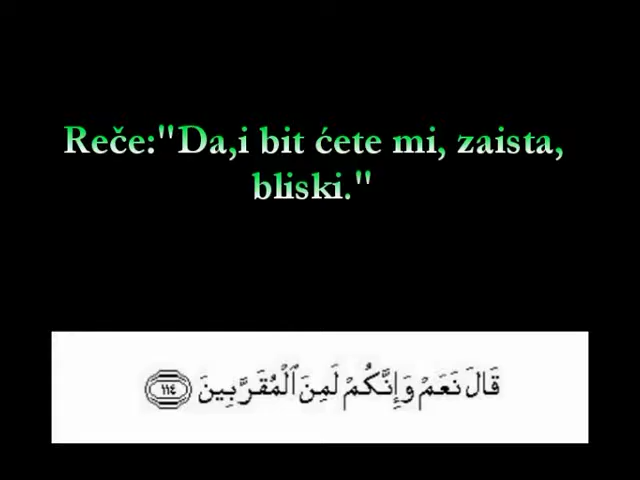 Reče:"Da,i bit ćete mi, zaista,
bliski."
قَالَ نَعَمْ وَإِنَّكُمْ لَمِنَ ٱلْمُقَرَّبِينَ ١١٤